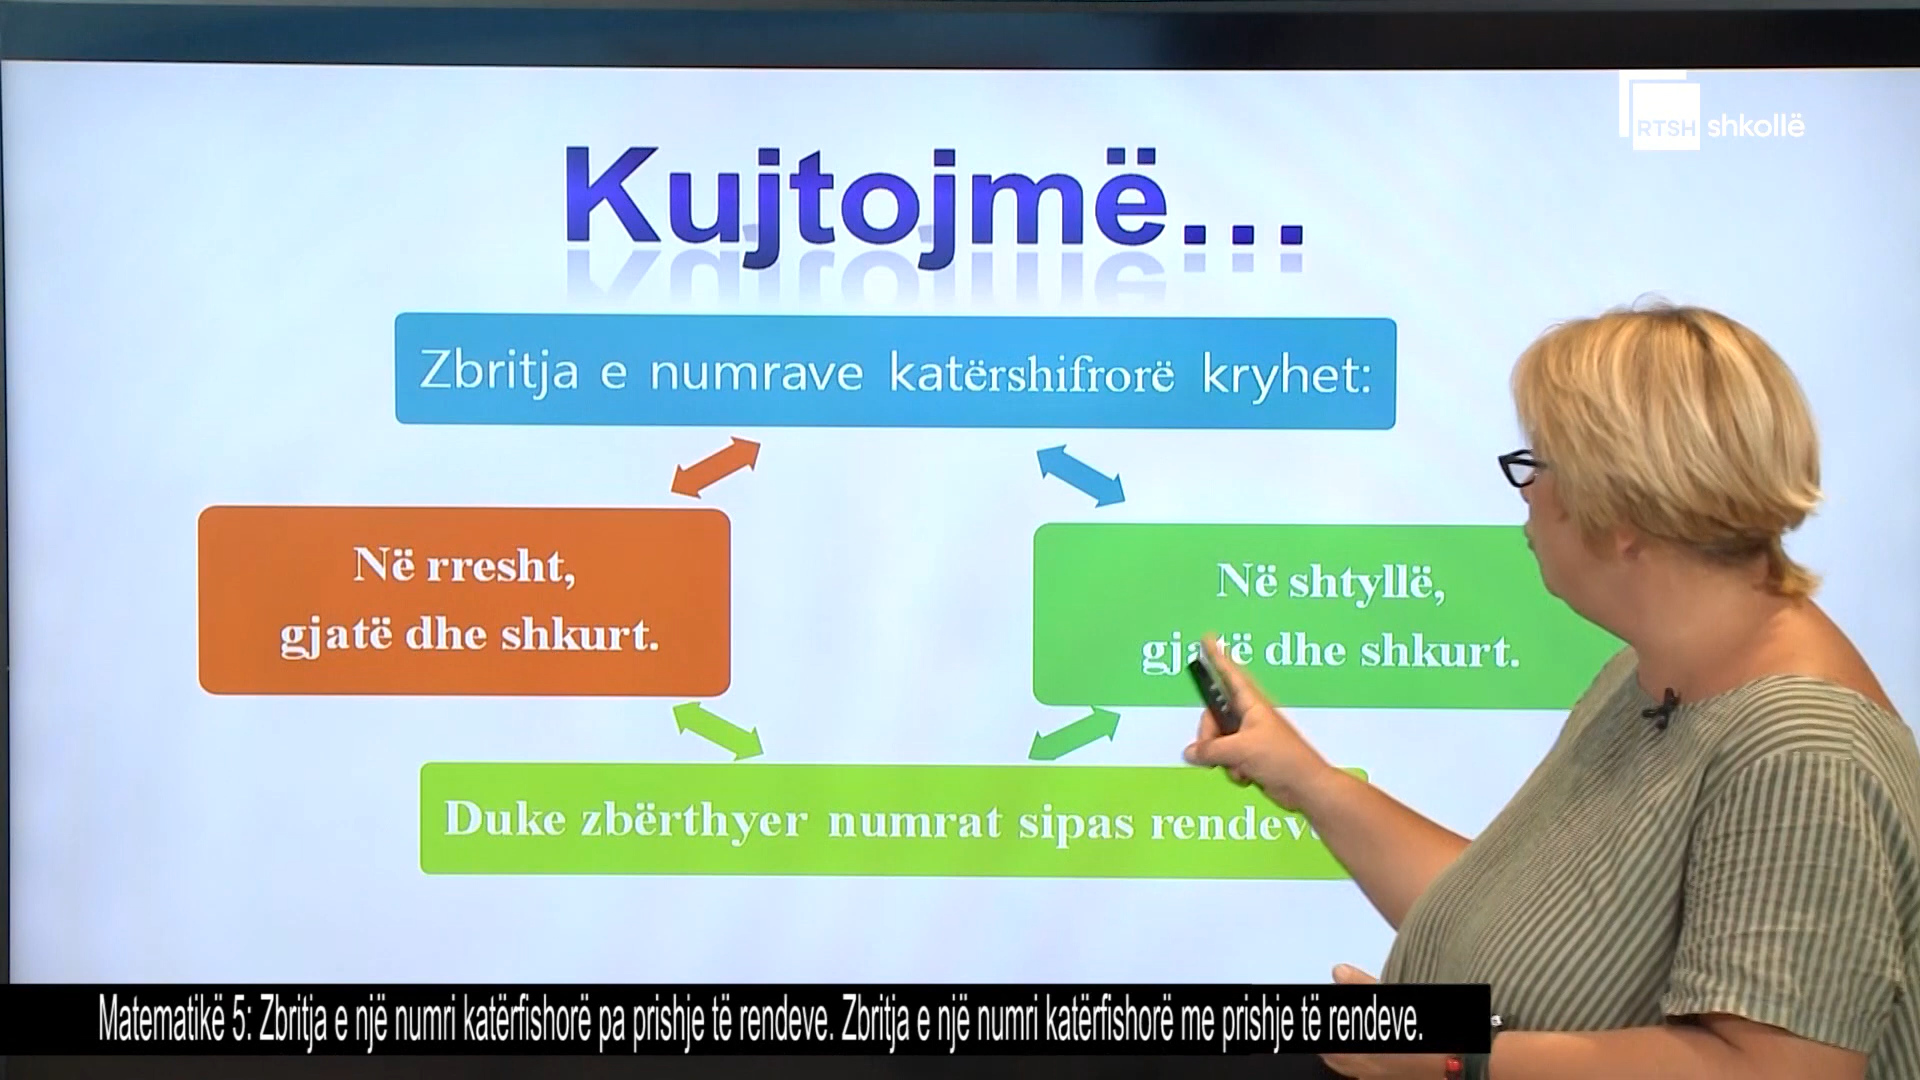 RTSH shkollë
Kujtojmë...
Zbritja e numrave katërshifrorë kryhet:
Në rresht,
gjatë dhe shkurt.
Në shtyllë,
gjatë dhe shkurt.
Duke zbërthyer numrat sipas
Matematikë 5: Zbritja e një numri katërfishorë pa prishje të rendeve. Zbritja e një numri katërfishorë me prishje të rendeve.